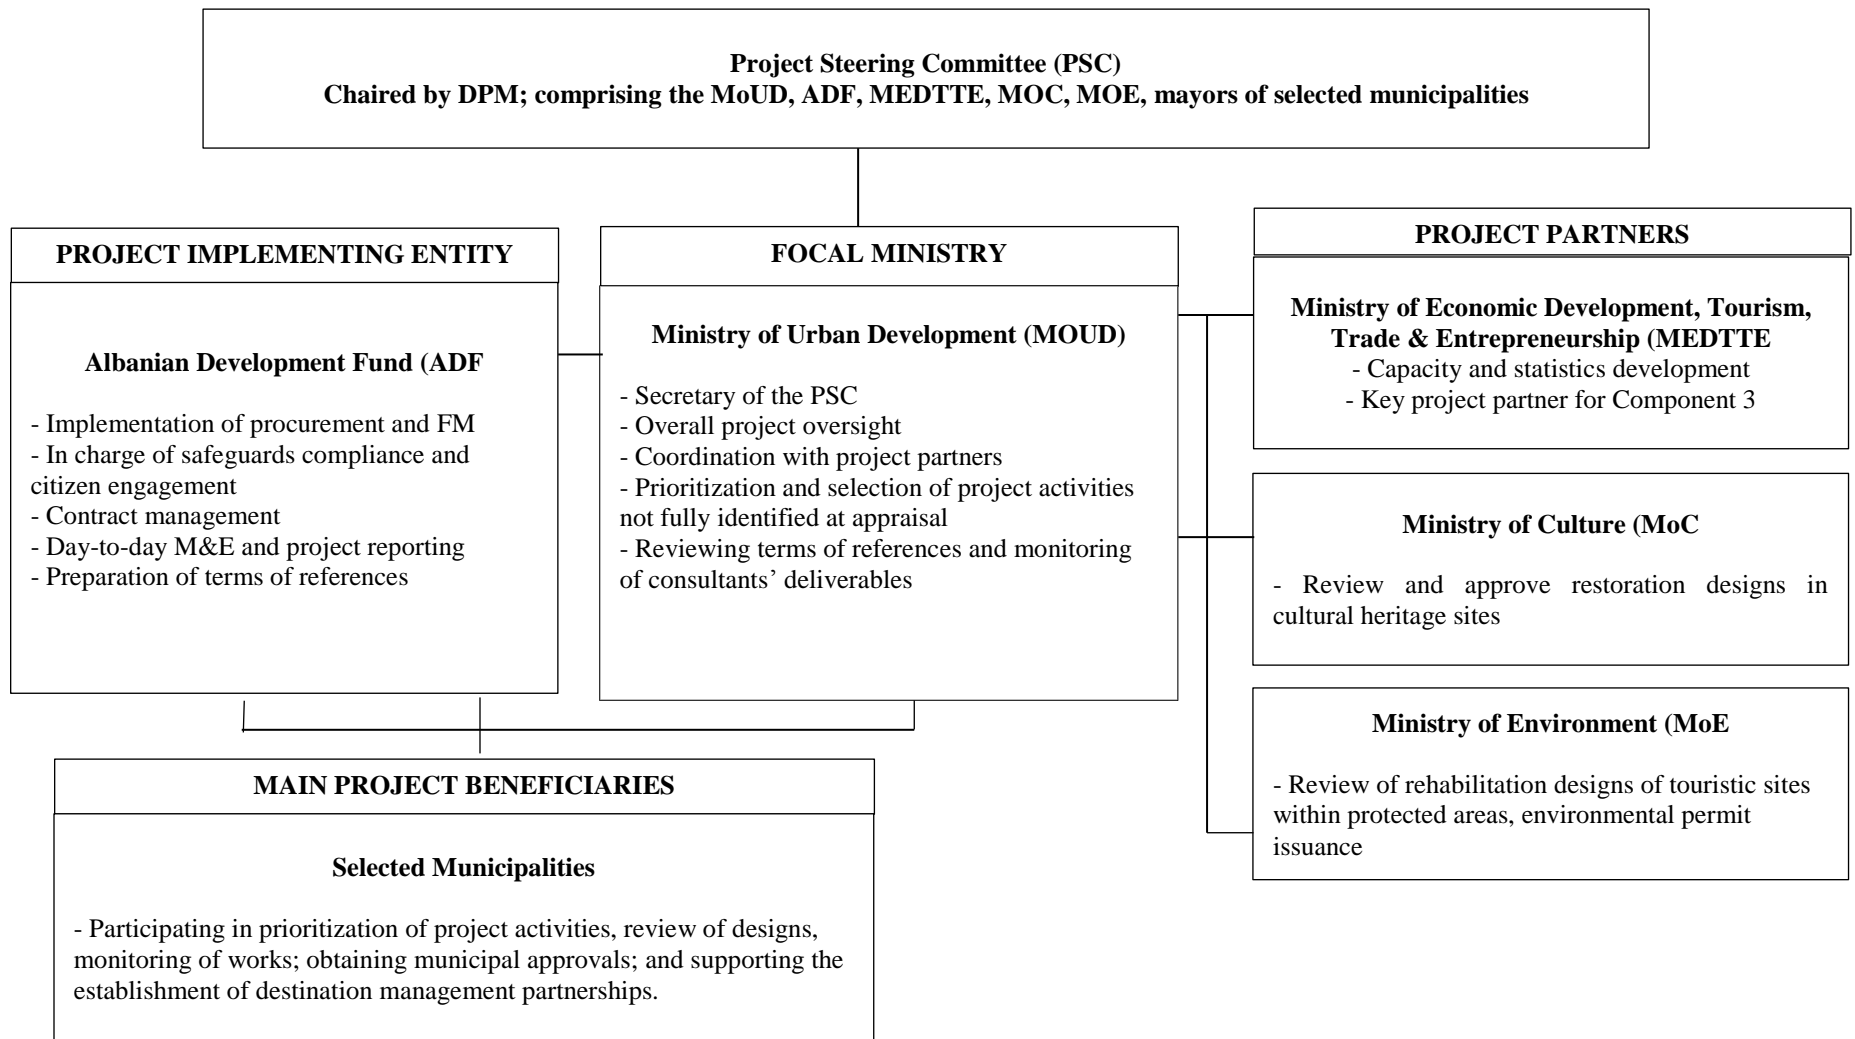 Project Steering Committee (PSC)
Chaired by DPM; comprising the MoUD, ADF, MEDTTE, MOC, MOE, mayors of selected municipalities
PROJECT IMPLEMENTING ENTITY
Albanian Development Fund (ADF
- Implementation of procurement and FM
- In charge of safeguards compliance and
citizen engagement
- Contract management
- Day-to-day M&E and project reporting
- Preparation of terms of references
FOCAL MINISTRY
Ministry of Urban Development (MOUD)
- Secretary of the PSC
- Overall project oversight
- Coordination with project partners
- Prioritization and selection of project activities
not fully identified at appraisal
- Reviewing terms of references and monitoring
of consultants’ deliverables
PROJECT PARTNERS
Ministry of Economic Development, Tourism,
Trade & Entrepreneurship (MEDTTE
- Capacity and statistics development
- Key project partner for Component 3
Ministry of Culture (MoC
- Review and approve restoration designs in
cultural heritage sites
Ministry of Environment (MoE
- Review of rehabilitation designs of touristic sites
within protected areas, environmental permit
issuance
MAIN PROJECT BENEFICIARIES
Selected Municipalities
- Participating in prioritization of project activities, review of designs,
monitoring of works; obtaining municipal approvals; and supporting the
establishment of destination management partnerships.